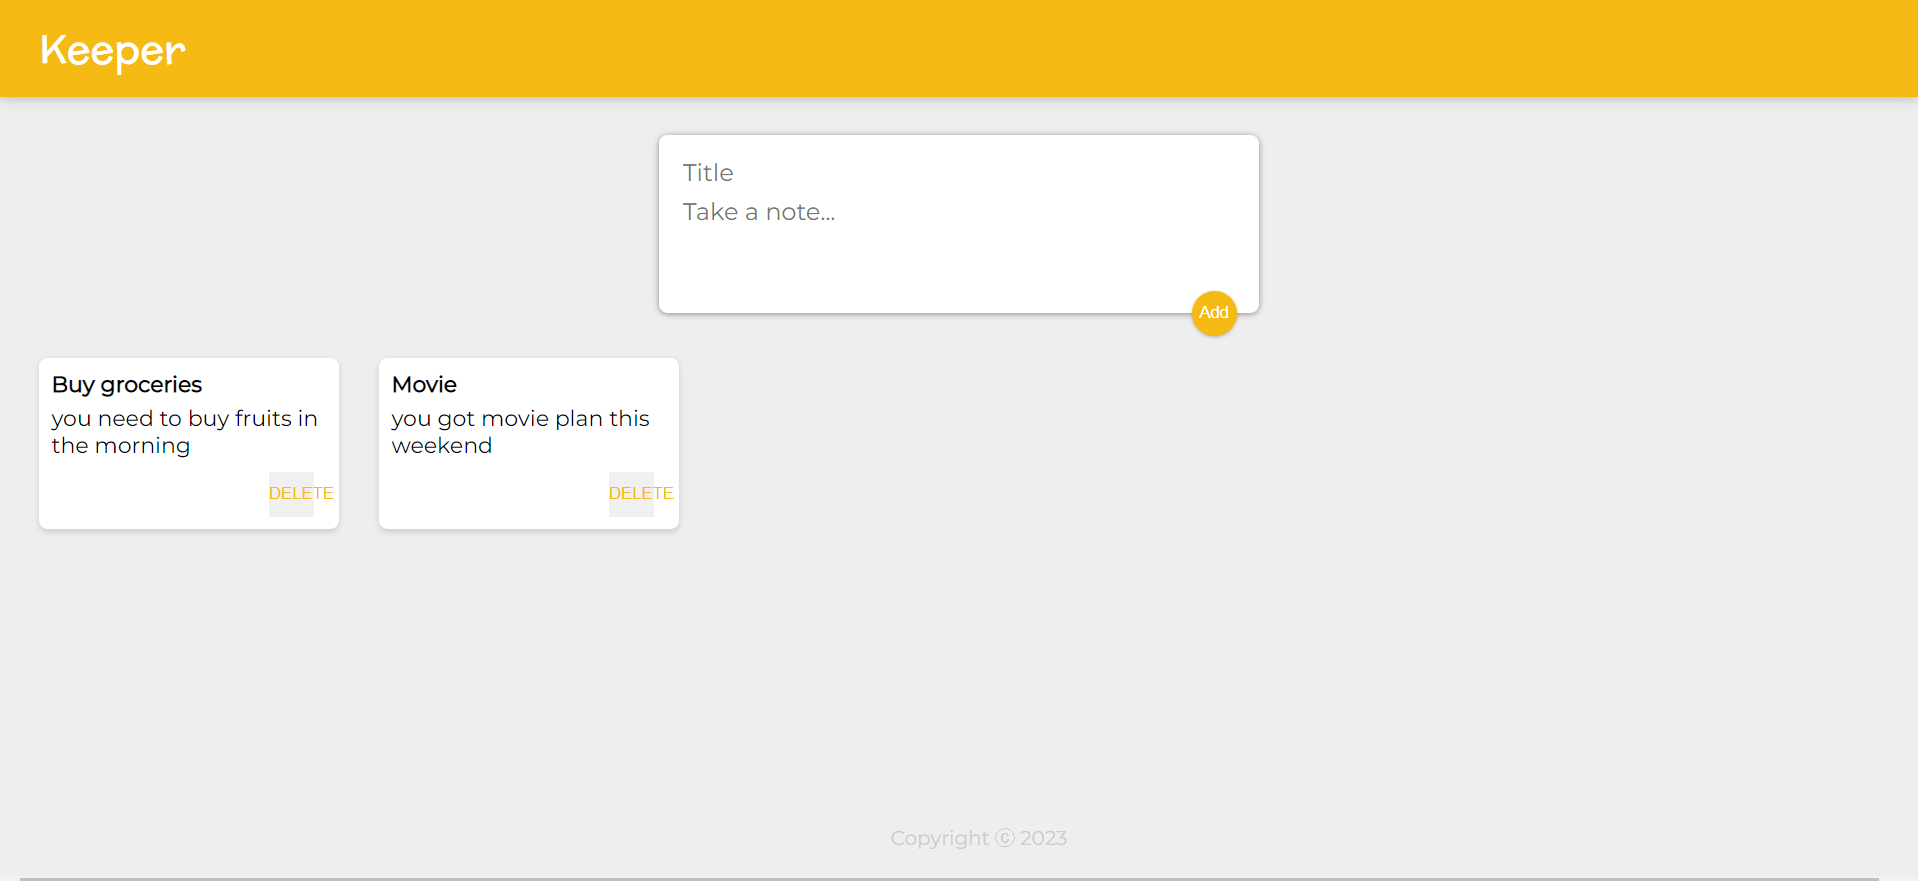 Keeper
Title
Take a note...
Add
Buy groceries
you need to buy fruits in
the morning
DELETE
Movie
you got movie plan this
weekend
DELETE
Copyright ⓒ 2023